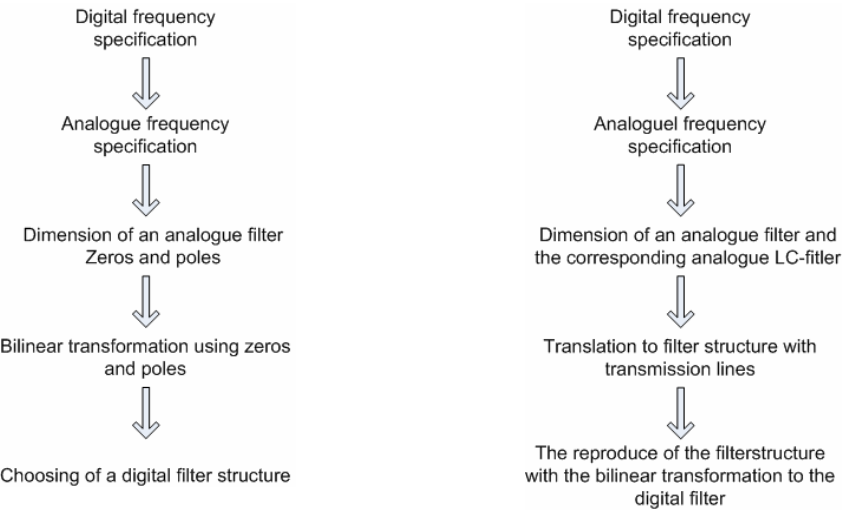 Digital frequency
specification
Analogue frequency
specification
Dimension of an analogue filter
Zeros and poles
Bilinear transformation using zeros
and poles
Choosing of a digital filter structure
Digital frequency
specification
Analoguel frequency
specification
Dimension of an analogue filter and
the corresponding analogue LC-fitler
Translation to filter structure with
transmission lines
The reproduce of the filterstructure
with the bilinear transformation to the
digital filter